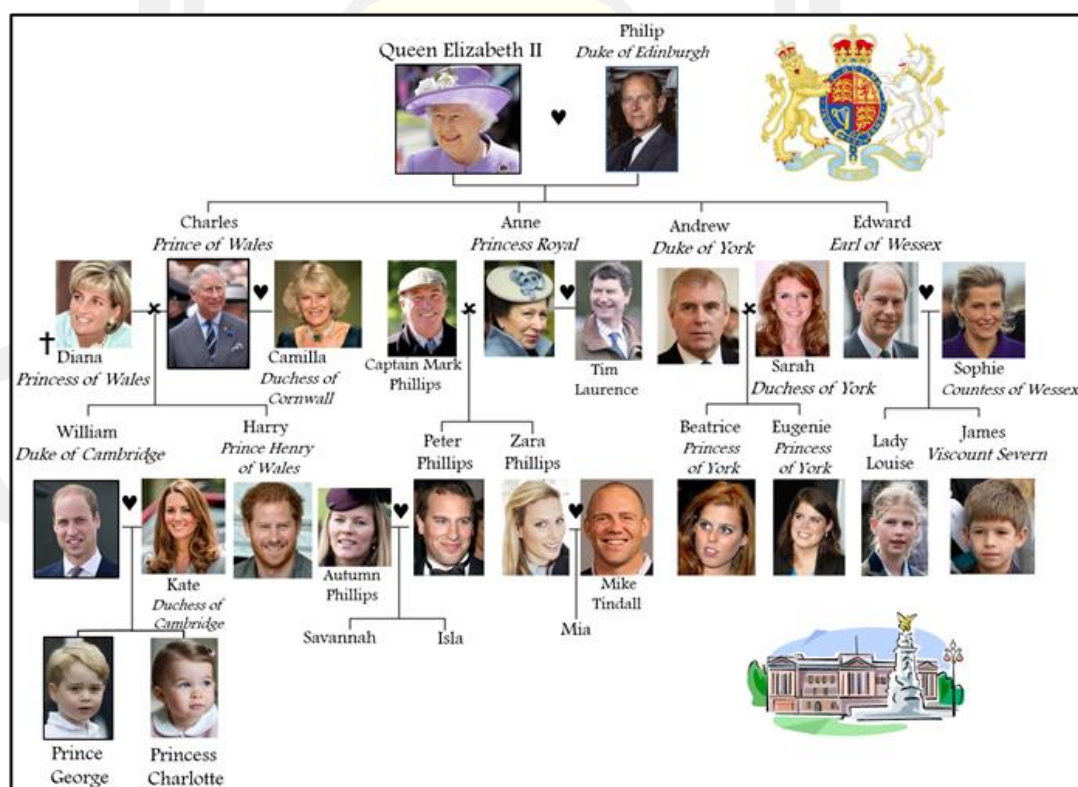 Queen Elizabeth II
Philip
Duke of Edinburgh
Charles
Prince of Wales
Anne
Princess Royal
Andrew
Duke of York
Edward
Earl of Wessex
Diana
Princess of Wales
Camilla
Duchess of
Cornwall
Captain Mark
Phillips
Tim
Laurence
Sarah
Duchess of York
Sophie
Countess of Wessex
William
Duke of Cambridge
Harry
Prince Henry
of Wales
Peter
Phillips
Zara
Phillips
Beatrice
Princess
of York
Eugenie
Princess
of York
Lady
Louise
James
Viscount Severn
Kate
Duchess of
Cambridge
Autumn
Phillips
Mike
Tindall
Savannah
Isla
Mia
Prince
George
Princess
Charlotte